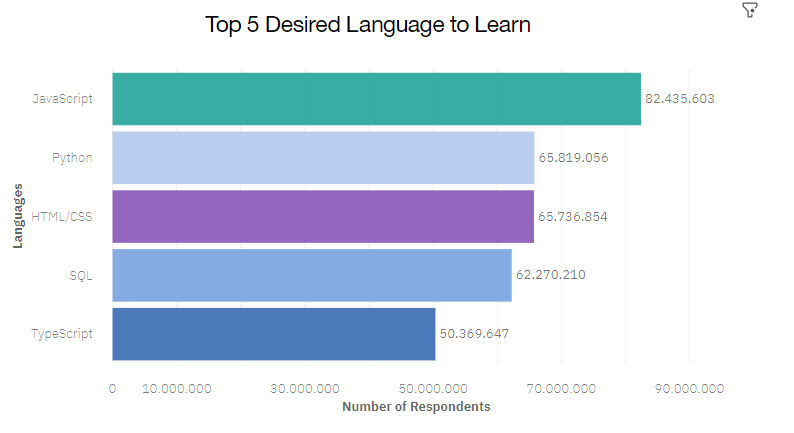 Top 5 Desired Language to Learn
Languages
JavaScript 82.435.603
Python 65.819.056
HTML/CSS 65.736.854
SQL 62.270.210
TypeScript 50.369.647
0 10.000.000 30.000.000 50.000.000 70.000.000 90.000.000
Number of Respondents